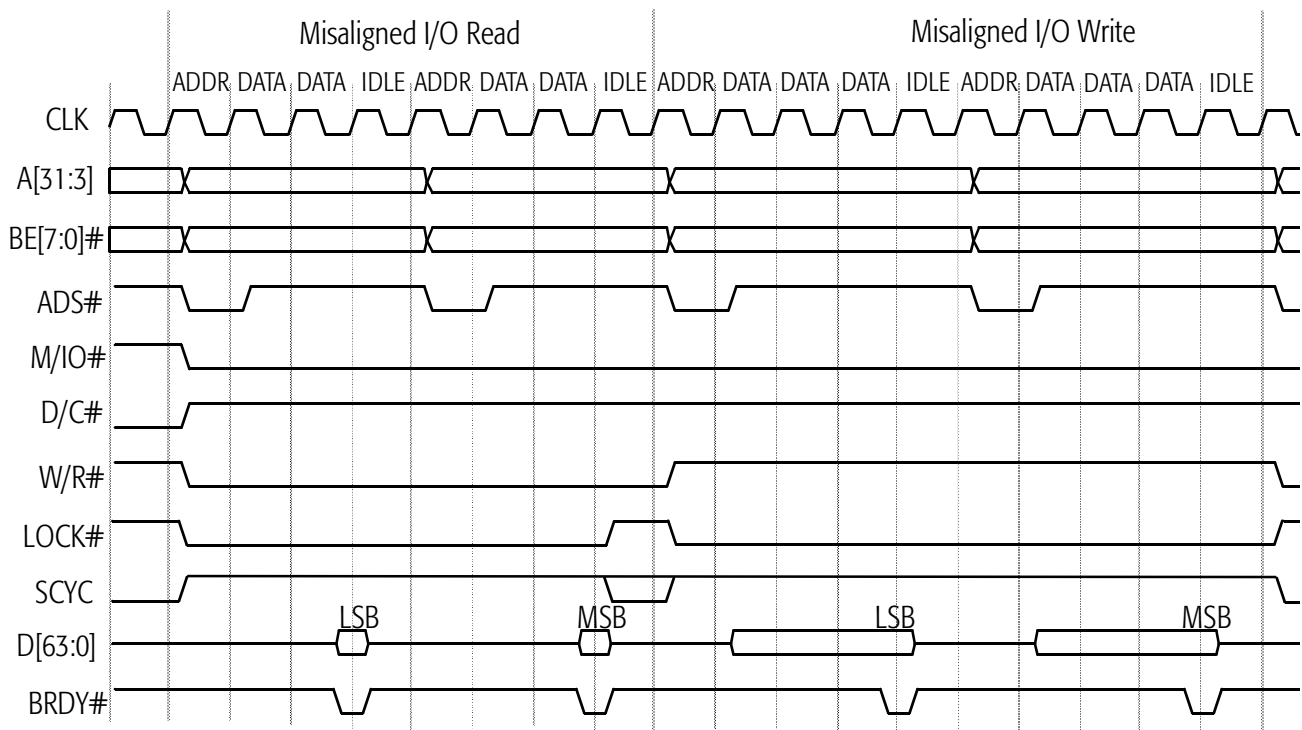 Misaligned I/O Read Misaligned I/O Write
ADDR DATA DATA IDLE ADDR DATA DATA IDLE ADDR DATA DATA DATA IDLE ADDR DATA DATA DATA IDLE
CLK
A[31:3]
BE[7:0]#
ADS#
M/IO#
D/C#
W/R#
LOCK#
SCYC
LSB MSB LSB MSB
D[63:0]
BRDY#